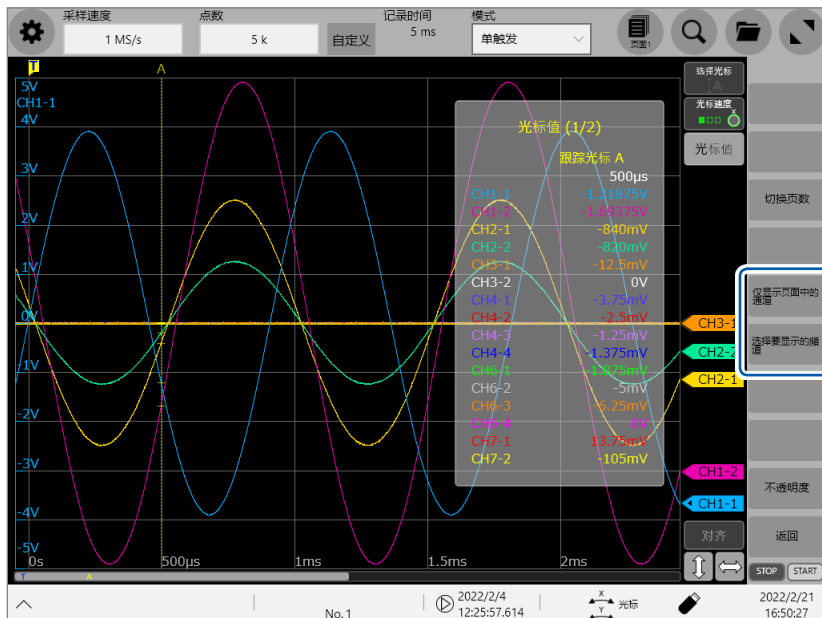 采样速度 点数 记录时间 模式
1 MS/s 5 k 自定义 5 ms 单触发 页面1
T A
5V
CH1-1
4V
3V
2V
1V
0V
-1V
-2V
-3V
-4V
-5V
0s 500µs 1ms 1.5ms 2ms
T A
光标值 (1/2)
跟踪光标 A
500µs
CH1-1 -1.21875V
CH1-2 -1.69375V
CH2-1 -840mV
CH2-2 -820mV
CH3-1 -12.5mV
CH3-2 0V
CH4-1 -3.75mV
CH4-2 -2.5mV
CH4-3 -1.25mV
CH4-4 -1.375mV
CH6-1 -1.875mV
CH6-2 -5mV
CH6-3 -6.25mV
CH6-4 0V
CH7-1 13.75mV
CH7-2 -105mV
选择光标
A
光标速度
X
光标值
CH3-1
CH2-2
CH2-1
CH1-2
CH1-1
对齐
切换页数
仅显示页面中的
通道
选择要显示的频
道
不透明度
返回
STOP START
No. 1
2022/2/4
12:25:57.614
X
Y
光标
2022/2/21
16:50:27